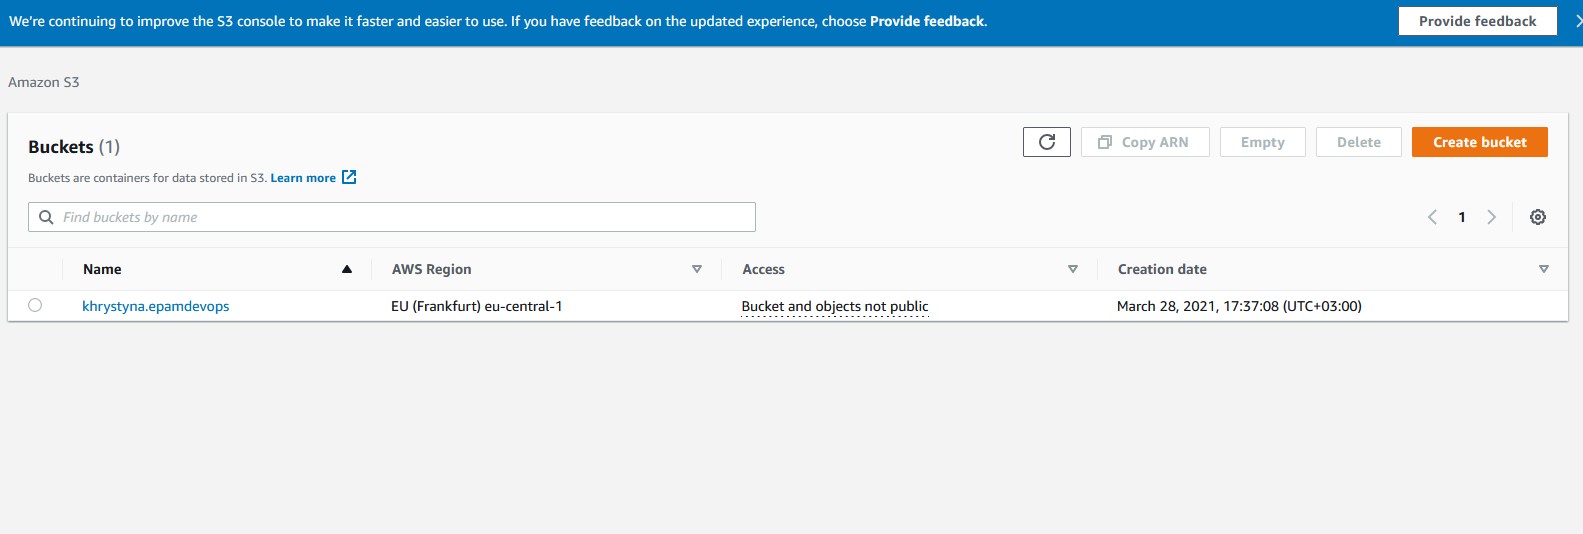 We're continuing to improve the S3 console to make it faster and easier to use. If you have feedback on the updated experience, choose Provide feedback. Provide feedback
Amazon S3
Buckets (1) Copy ARN Empty Delete Create bucket
Buckets are containers for data stored in S3. Learn more
Find buckets by name 1
Name AWS Region Access Creation date
khrystyna.epamdevops EU (Frankfurt) eu-central-1 Bucket and objects not public March 28, 2021, 17:37:08 (UTC+03:00)